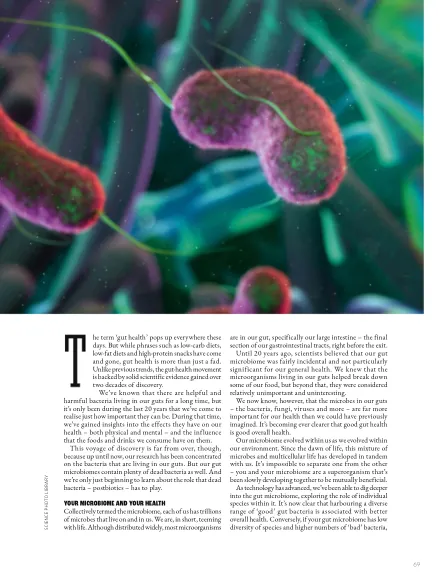 The term 'gut health' pops up everywhere these
days. But while phrases such as low-carb diets,
low-fat diets and high-protein snacks have come
and gone, gut health is more than just a fad.
Unlike previous trends, the gut health movement
is backed by solid scientific evidence gained over
two decades of discovery.
We've known that there are helpful and
harmful bacteria living in our guts for a long time, but
it's only been during the last 20 years that we've come to
realise just how important they can be. During that time,
we've gained insights into the effects they have on our
health – both physical and mental – and the influence
that the foods and drinks we consume have on them.
This voyage of discovery is far from over, though,
because up until now, our research has been concentrated
on the bacteria that are living in our guts. But our gut
microbiomes contain plenty of dead bacteria as well. And
we're only just beginning to learn about the role that dead
bacteria – postbiotics – has to play.
YOUR MICROBIOME AND YOUR HEALTH
Collectively termed the microbiome, each of us has trillions
of microbes that live on and in us. We are, in short, teeming
with life. Although distributed widely, most microorganisms
are in our gut, specifically our large intestine – the final
section of our gastrointestinal tracts, right before the exit.
Until 20 years ago, scientists believed that our gut
microbiome was fairly incidental and not particularly
significant for general health. We knew that the
microorganisms living in our guts helped break down
some of our food, but beyond that, they were considered
relatively unimportant and uninteresting.
We now know, however, that the microbes in our guts
– the bacteria, fungi, viruses and more – are far more
important for our health than we could have previously
imagined. It's becoming ever clearer that good gut health
is good overall health.
Our microbiome evolved within us as we evolved within
our environment. Since the dawn of life, this mixture of
microbes and multicellular life has developed in tandem
with us. It's impossible to separate one from the other
– you and your microbiome are a superorganism that's
been slowly developing together to be mutually beneficial.
As technology has advanced, we've been able to dig deeper
into the gut microbiome, exploring the role of individual
species within it. It's now clear that harbouring a diverse
range of 'good' gut bacteria is associated with better
overall health. Conversely, if your gut microbiome has low
diversity of species and higher numbers of 'bad' bacteria,
SCIENCE PHOTO LIBRARY
69